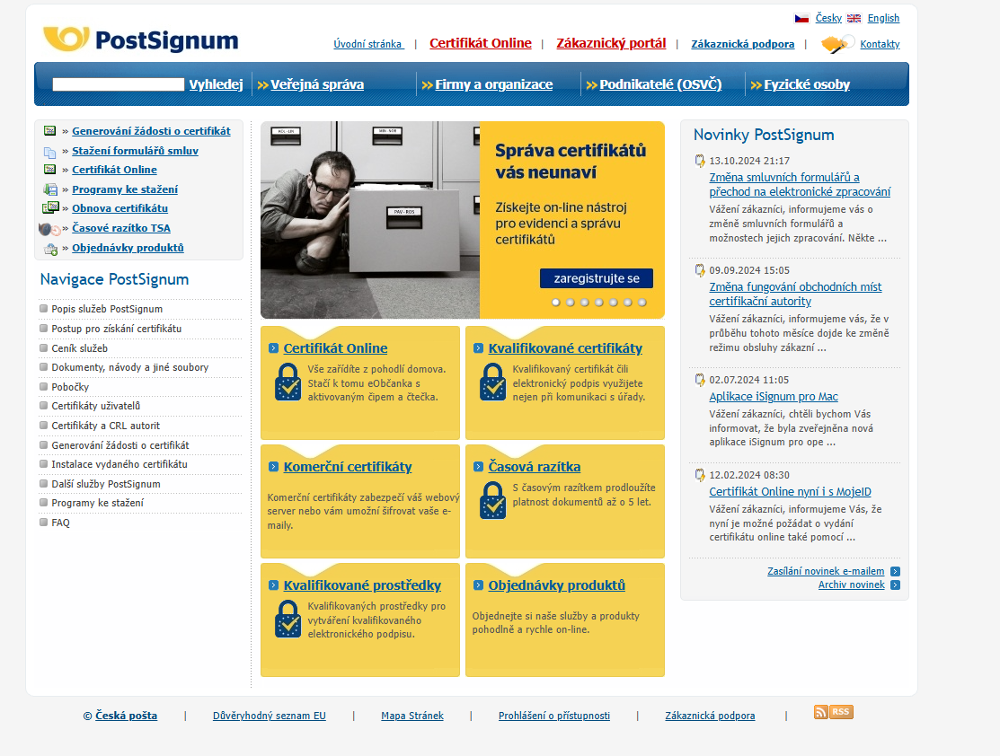 Česky English
PostSignum
Úvodní stránka | Certifikát Online | Zákaznický portál | Zákaznická podpora | Kontakty
Vyhledej Veřejná správa Firmy a organizace Podnikatelé (OSVČ) Fyzické osoby
» Generování žádosti o certifikát
» Stažení formulářů smluv
» Certifikát Online
» Programy ke stažení
» Obnova certifikátu
» Časové razítko TSA
» Objednávky produktů
Navigace PostSignum
Popis služeb PostSignum
Postup pro získání certifikátu
Ceník služeb
Dokumenty, návody a jiné soubory
Pobočky
Certifikáty uživatelů
Certifikáty a CRL autorit
Generování žádosti o certifikát
Instalace vydaného certifikátu
Další služby PostSignum
Programy ke stažení
FAQ
ROL - LIN
MIN - NOR
PAV - ROS
Správa certifikátů
vás neunaví
Získejte on-line nástroj
pro evidenci a správu
certifikátů
zaregistrujte se
Certifikát Online
Vše zařídíte z pohodlí domova.
Stačí k tomu eObčanka s
aktivovaným čipem a čtečka.
Kvalifikované certifikáty
Kvalifikovaný certifikát čili
elektronický podpis využijete
nejen při komunikaci s úřady.
Komerční certifikáty
Komerční certifikáty zabezpečí váš webový
server nebo vám umožní šifrovat vaše e-
maily.
Časová razítka
S časovým razítkem prodloužíte
platnost dokumentů až o 5 let.
Kvalifikované prostředky
Kvalifikovaných prostředky pro
vytváření kvalifikovaného
elektronického podpisu.
Objednávky produktů
Objednejte si naše služby a produkty
pohodlně a rychle on-line.
Novinky PostSignum
13.10.2024 21:17
Změna smluvních formulářů a
přechod na elektronické zpracování
Vážení zákazníci, informujeme vás o
změně smluvních formulářů a
možnostech jejich zpracování. Někte ...
09.09.2024 15:05
Změna fungování obchodních míst
certifikační autority
Vážení zákazníci, informujeme vás, že v
průběhu tohoto měsíce dojde ke změně
režimu obsluhy zákazní ...
02.07.2024 11:05
Aplikace iSignum pro Mac
Vážení zákazníci, chtěli bychom Vás
informovat, že byla zveřejněna nová
aplikace iSignum pro ope ...
12.02.2024 08:30
Certifikát Online nyní i s MojeID
Vážení zákazníci, informujeme Vás, že
nyní je možné požádat o vydání
certifikátu online také pomocí ...
Zasílání novinek e-mailem
Archiv novinek
© Česká pošta | Důvěryhodný seznam EU | Mapa Stránek | Prohlášení o přístupnosti | Zákaznická podpora | RSS